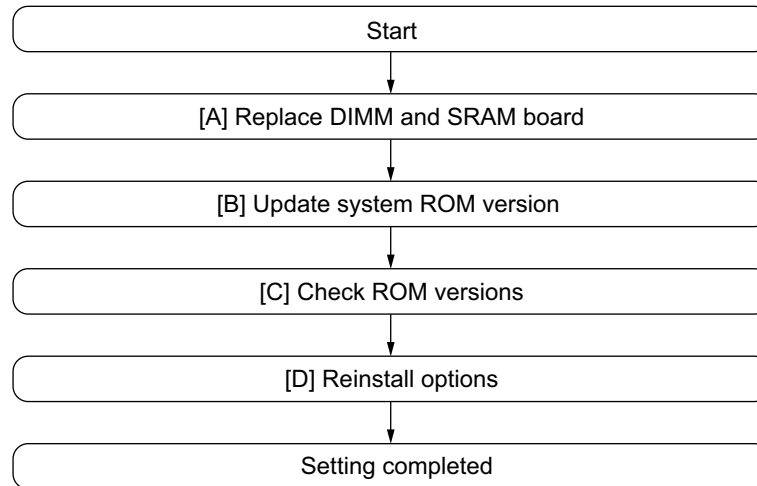 Start
[A] Replace DIMM and SRAM board
[B] Update system ROM version
[C] Check ROM versions
[D] Reinstall options
Setting completed